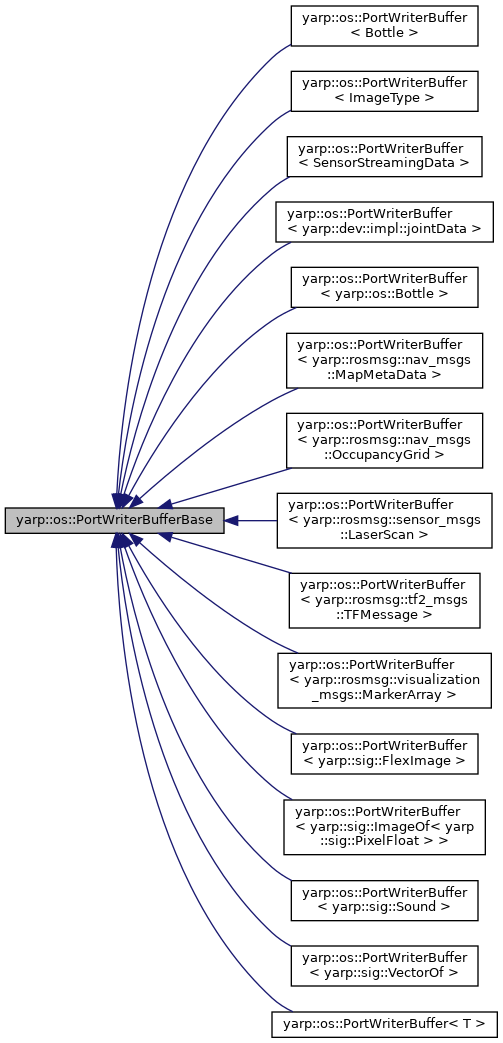 yarp::os::PortWriterBuffer
< Bottle >
yarp::os::PortWriterBuffer
< ImageType >
yarp::os::PortWriterBuffer
< SensorStreamingData >
yarp::os::PortWriterBuffer
< yarp::dev::impl::jointData >
yarp::os::PortWriterBuffer
< yarp::os::Bottle >
yarp::os::PortWriterBuffer
< yarp::rosmsg::nav_msgs
::MapMetaData >
yarp::os::PortWriterBuffer
< yarp::rosmsg::nav_msgs
::OccupancyGrid >
yarp::os::PortWriterBufferBase
yarp::os::PortWriterBuffer
< yarp::rosmsg::sensor_msgs
::LaserScan >
yarp::os::PortWriterBuffer
< yarp::rosmsg::tf2_msgs
::TFMessage >
yarp::os::PortWriterBuffer
< yarp::rosmsg::visualization
_msgs::MarkerArray >
yarp::os::PortWriterBuffer
< yarp::sig::FlexImage >
yarp::os::PortWriterBuffer
< yarp::sig::ImageOf< yarp
::sig::PixelFloat > >
yarp::os::PortWriterBuffer
< yarp::sig::Sound >
yarp::os::PortWriterBuffer
< yarp::sig::VectorOf >
yarp::os::PortWriterBuffer< T >